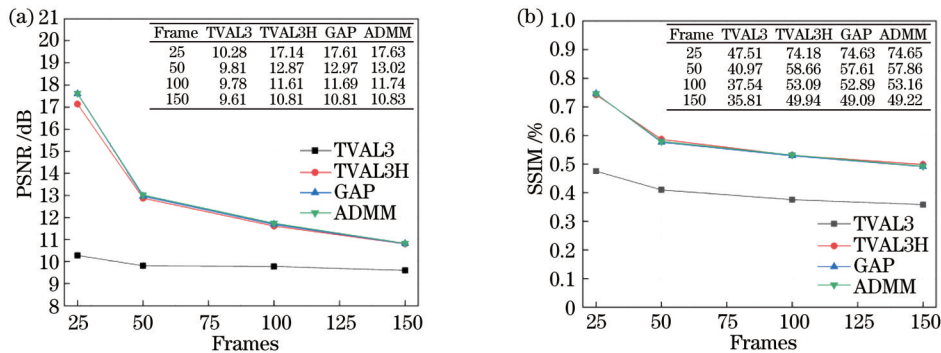 (a)
Frame TVAL3 TVAL3H GAP ADMM
25 10.28 17.14 17.61 17.63
50 9.81 12.87 12.97 13.02
100 9.78 11.61 11.69 11.74
150 9.61 10.81 10.81 10.83
PSNR /dB
21
20
19
18
17
16
15
14
13
12
11
10
9
8
TVAL3
TVAL3H
GAP
ADMM
25 50 75 100 125 150
Frames
(b)
Frame TVAL3 TVAL3H GAP ADMM
25 47.51 74.18 74.63 74.65
50 40.97 58.66 57.61 57.86
100 37.54 53.09 52.89 53.16
150 35.81 49.94 49.09 49.22
SSIM /%
1.0
0.9
0.8
0.7
0.6
0.5
0.4
0.3
0.2
0.1
0
TVAL3
TVAL3H
GAP
ADMM
25 50 75 100 125 150
Frames